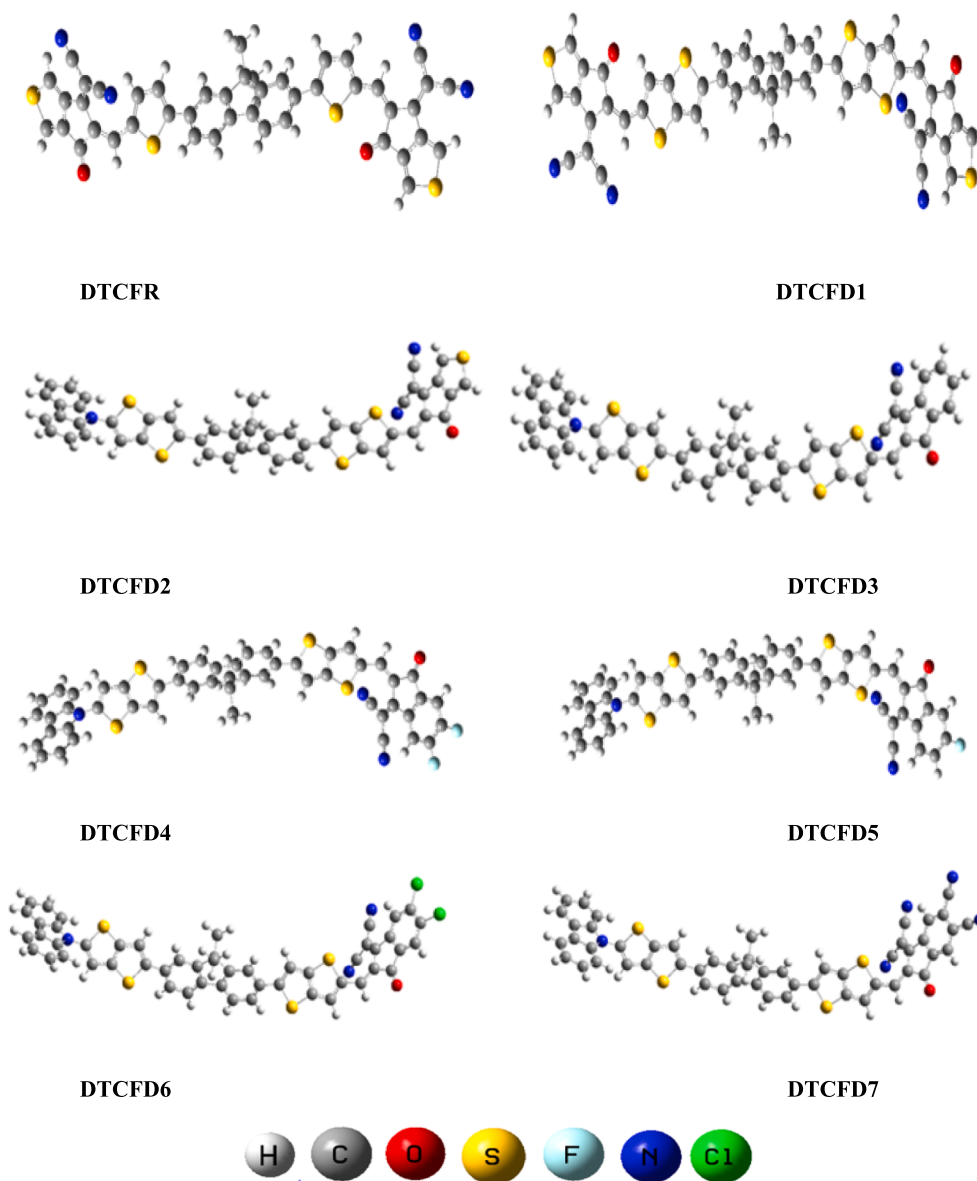 DTCFR DTCFD1
DTCFD2 DTCFD3
DTCFD4 DTCFD5
DTCFD6 DTCFD7
H C O S F N Cl